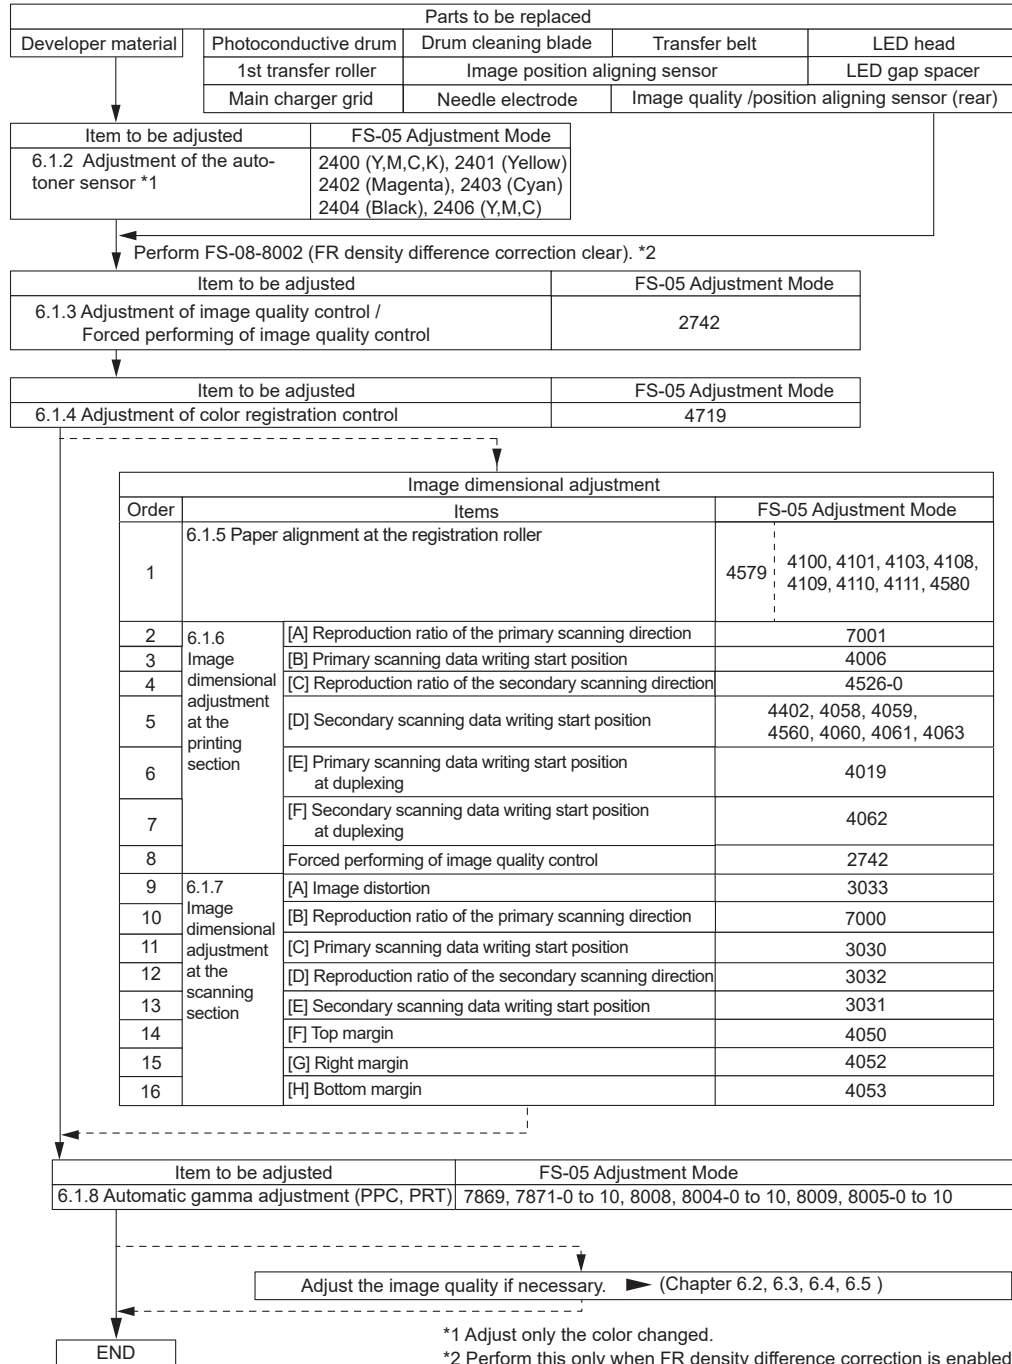 Parts to be replaced
Developer material
Photoconductive drum Drum cleaning blade Transfer belt LED head
1st transfer roller Image position aligning sensor LED gap spacer
Main charger grid Needle electrode Image quality /position aligning sensor (rear)
Item to be adjusted FS-05 Adjustment Mode
6.1.2 Adjustment of the auto-
toner sensor *1
2400 (Y,M,C,K), 2401 (Yellow)
2402 (Magenta), 2403 (Cyan)
2404 (Black), 2406 (Y,M,C)
Perform FS-08-8002 (FR density difference correction clear). *2
Item to be adjusted FS-05 Adjustment Mode
6.1.3 Adjustment of image quality control /
Forced performing of image quality control
2742
Item to be adjusted FS-05 Adjustment Mode
6.1.4 Adjustment of color registration control 4719
Image dimensional adjustment
Order Items FS-05 Adjustment Mode
1 6.1.5 Paper alignment at the registration roller
4579
4100, 4101, 4103, 4108,
4109, 4110, 4111, 4580
6.1.6
Image
dimensional
adjustment
at the
printing
section
2 [A] Reproduction ratio of the primary scanning direction 7001
3 [B] Primary scanning data writing start position 4006
4 [C] Reproduction ratio of the secondary scanning direction 4526-0
5 [D] Secondary scanning data writing start position
4402, 4058, 4059,
4560, 4060, 4061, 4063
6 [E] Primary scanning data writing start position
at duplexing
4019
7 [F] Secondary scanning data writing start position
at duplexing
4062
8 Forced performing of image quality control 2742
6.1.7
Image
dimensional
adjustment
at the
scanning
section
9 [A] Image distortion 3033
10 [B] Reproduction ratio of the primary scanning direction 7000
11 [C] Primary scanning data writing start position 3030
12 [D] Reproduction ratio of the secondary scanning direction 3032
13 [E] Secondary scanning data writing start position 3031
14 [F] Top margin 4050
15 [G] Right margin 4052
16 [H] Bottom margin 4053
Item to be adjusted FS-05 Adjustment Mode
6.1.8 Automatic gamma adjustment (PPC, PRT) 7869, 7871-0 to 10, 8008, 8004-0 to 10, 8009, 8005-0 to 10
Adjust the image quality if necessary. (Chapter 6.2, 6.3, 6.4, 6.5 )
END
*1 Adjust only the color changed.
*2 Perform this only when FR density difference correction is enabled